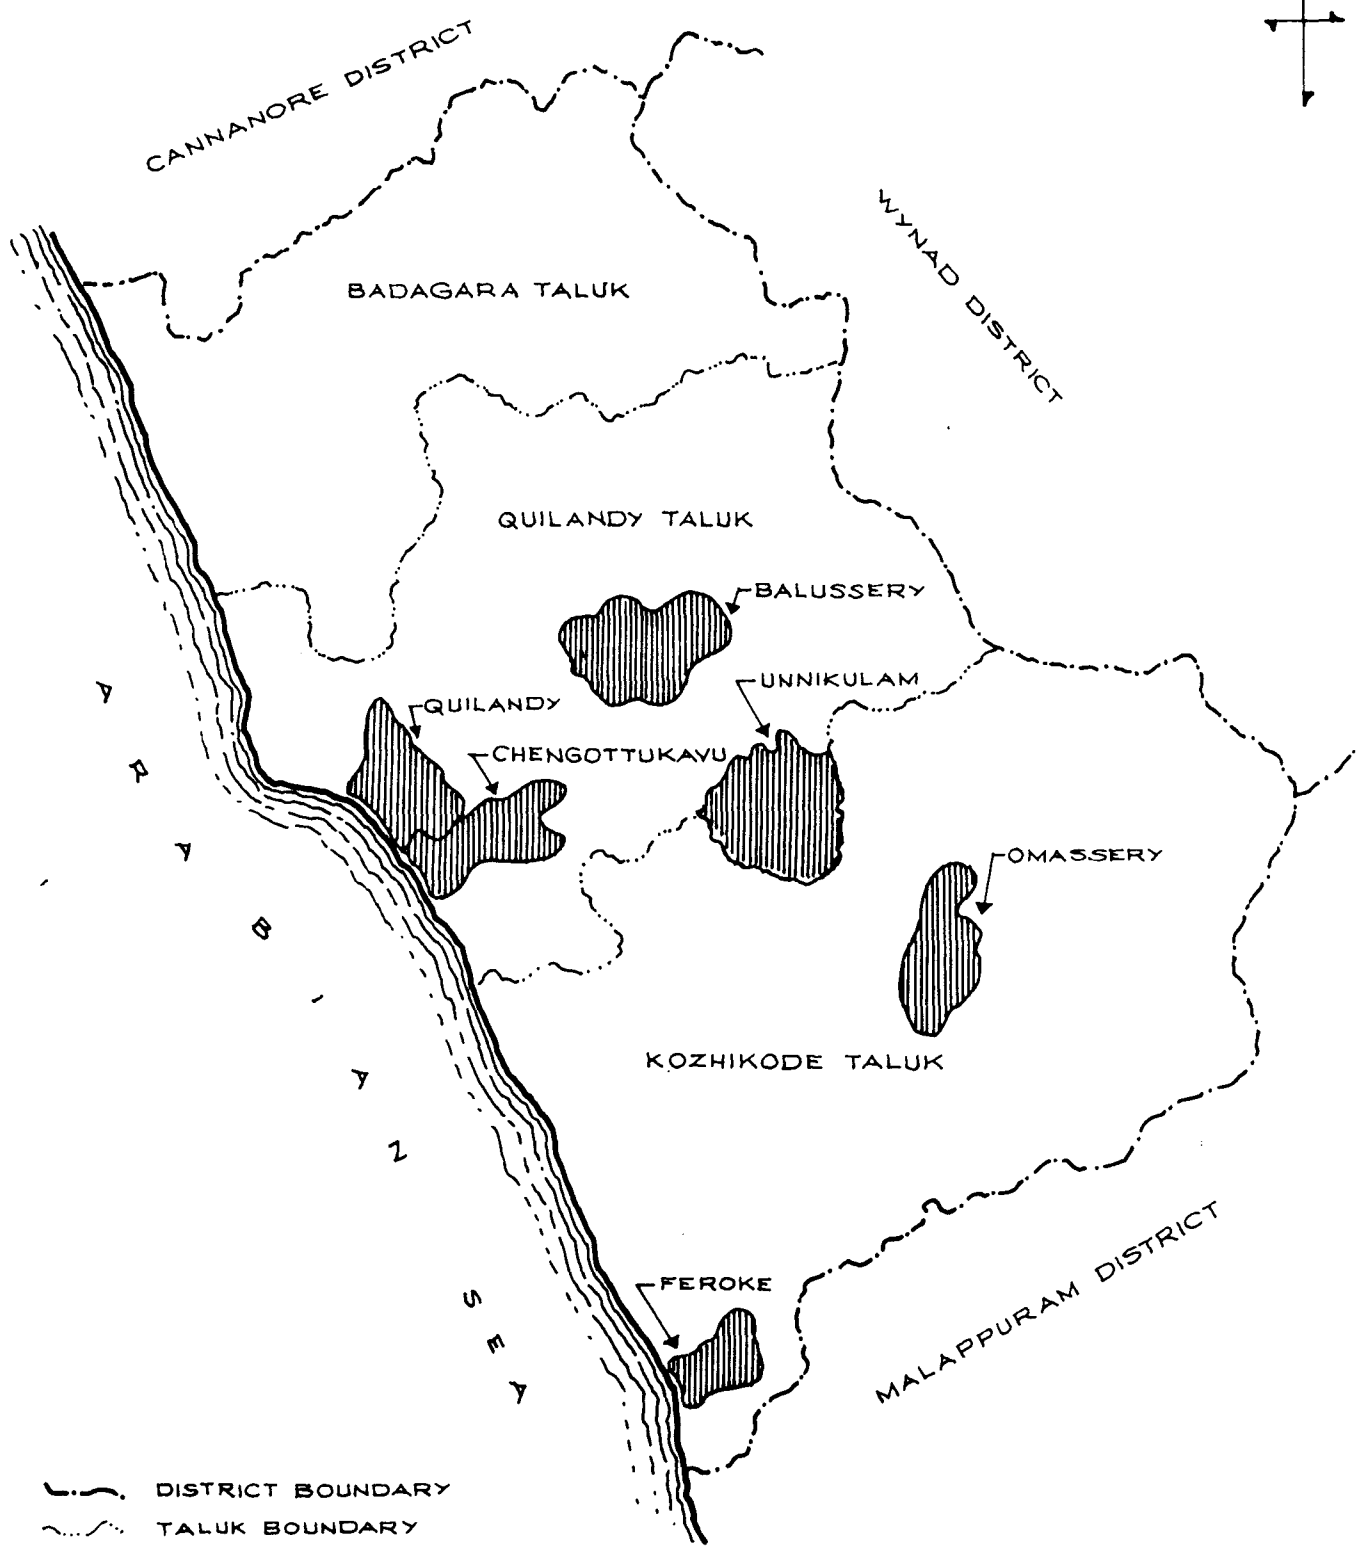 CANNANORE DISTRICT
WYNAD DISTRICT
BADAGARA TALUK
QUILANDY TALUK
BALUSSERY
UNNIKULAM
QUILANDY
CHENGOTTUKAVU
OMASSERY
KOZHIKODE TALUK
ARABIAN SEA
FEROKE
MALAPPURAM DISTRICT
DISTRICT BOUNDARY
TALUK BOUNDARY